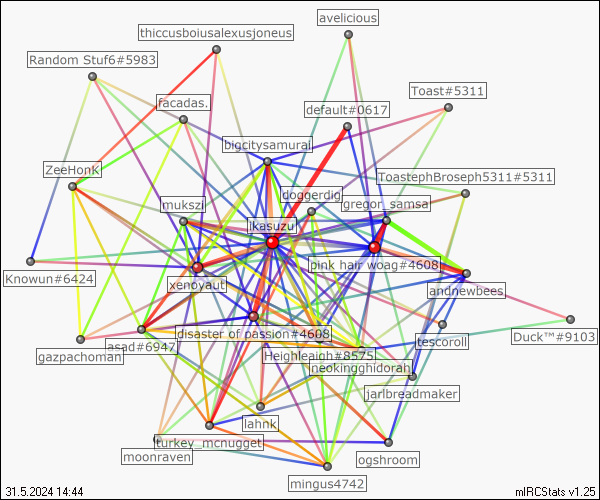 avelicious
thiccusboiusalexusjoneus
Random Stuf6#5983
Toast#5311
facadas.
default#0617
bigcitysamurai
ZeeHonK
ToastephBroseph5311#5311
doggerdig
mukszi
gregor_samsa
Ikasuzu
pink hair woag#4608
Knowun#6424
xenoyaut
andnewbees
disaster of passion#4608
Duck™#9103
tescoroll
asad#6947
gazpachoman
Heighleigh#8575
neokingghidorah
jarlbreadmaker
lahnk
turkey_mcnugget
moonraven
ogshroom
mingus4742
31.5.2024 14:44
mIRCStats v1.25